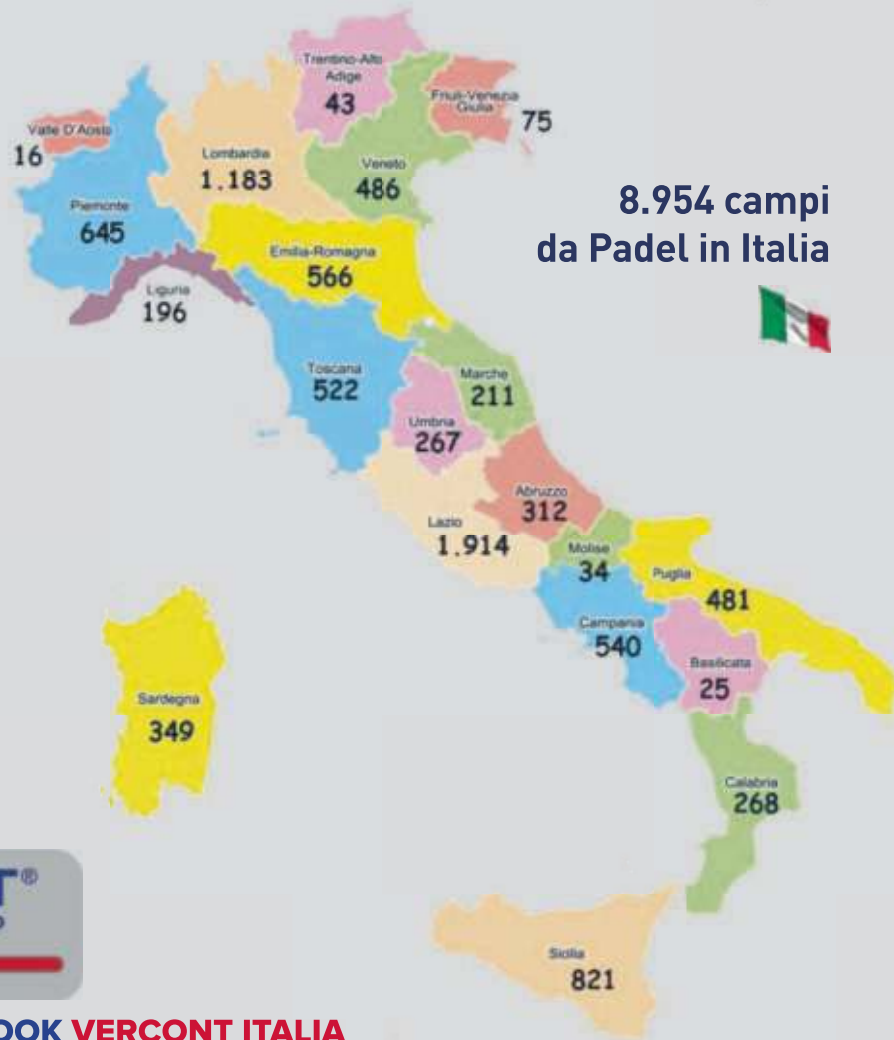 Trentino-Alto
Adige
43
Friuli-Venezia
Giulia
75
Valle D'Aosta
16
Lombardia
1.183
Veneto
486
8.954 campi
da Padel in Italia
Piemonte
645
Emilia-Romagna
566
Liguria
196
Toscana
522
Marche
211
Umbria
267
Abruzzo
312
Lazio
1.914
Molise
34
Puglia
481
Campania
540
Basilicata
25
Sardegna
349
Calabria
268
T®
Sicilia
821
OOK VERCONT ITALIA